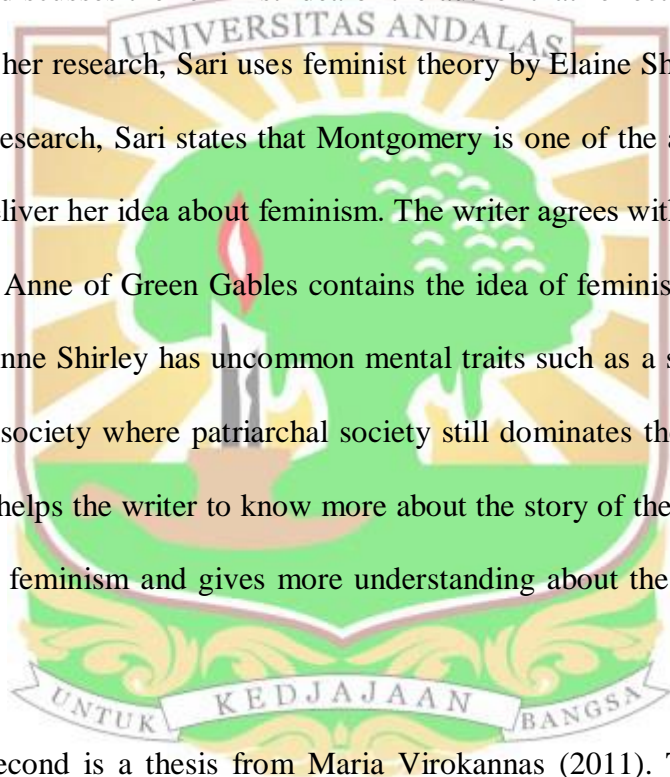 UNIVERSITAS ANDALAS
her research, Sari uses feminist theory by Elaine
esearch, Sari states that Montgomery is one of the
liver her idea about feminism. The writer agrees
Anne of Green Gables contains the idea of
nne Shirley has uncommon mental traits such as a
society where patriarchal society still dominates
helps the writer to know more about the story of the
feminism and gives more understanding about the
UNTUK KEDJAJAAN BANGSA
econd is a thesis from Maria Virokannas (2011).